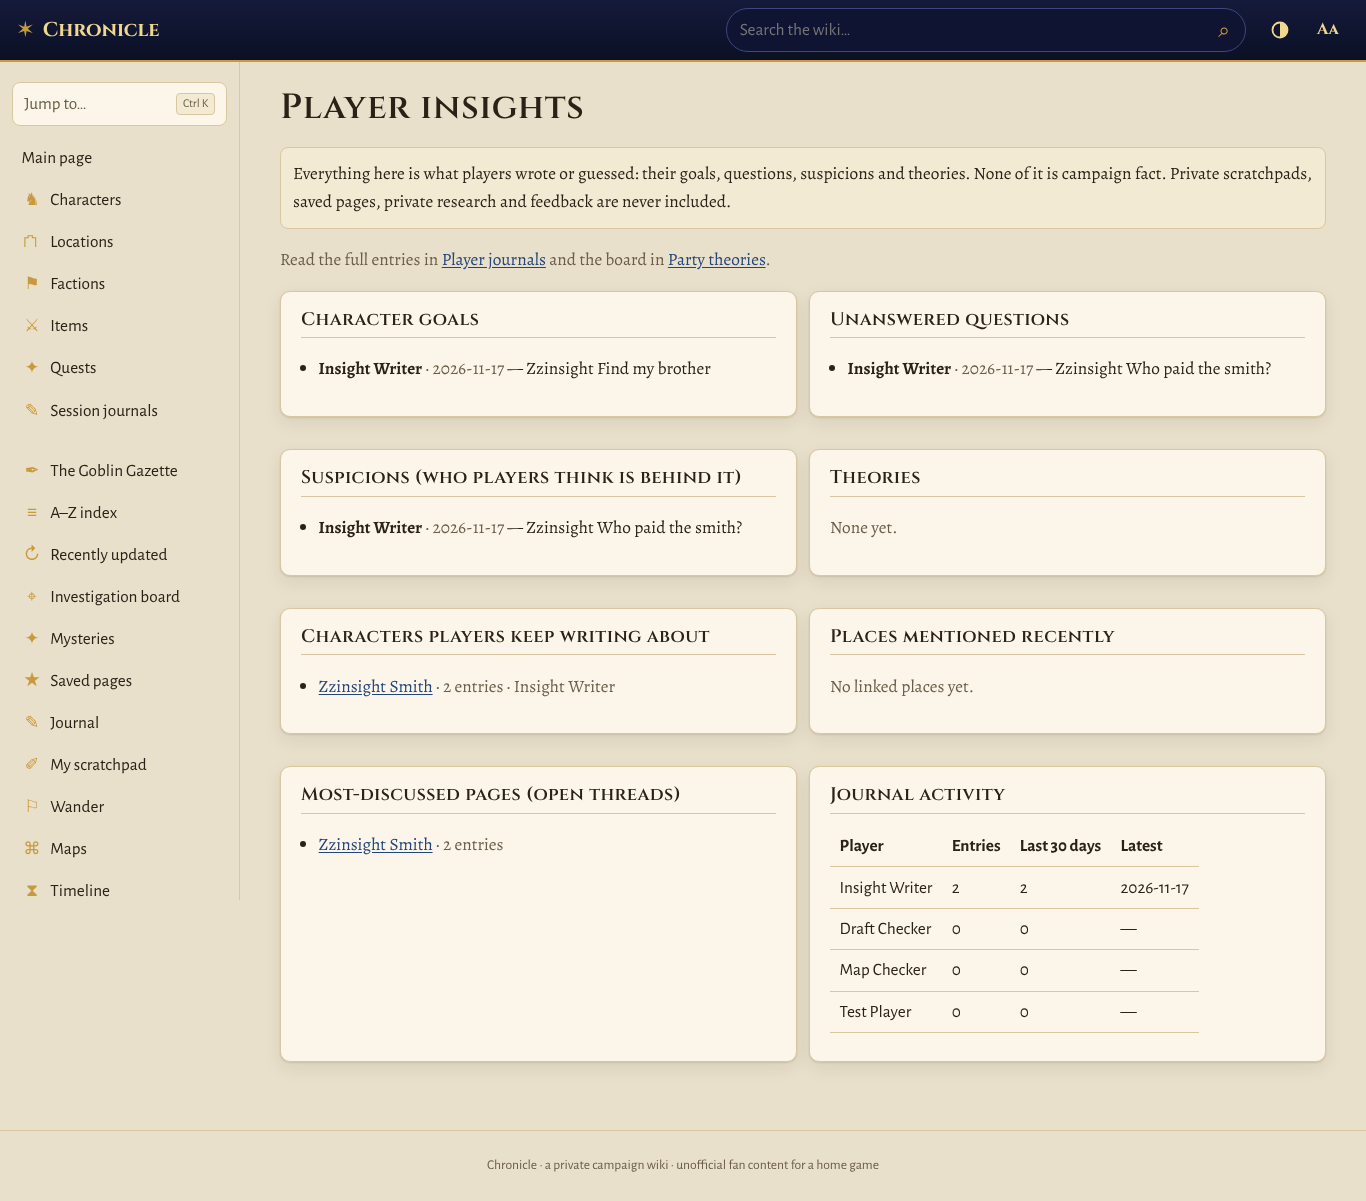 Chronicle
Search the wiki...
Aa
Jump to...
Ctrl K
Main page
Characters
Locations
Factions
Items
Quests
Session journals
The Goblin Gazette
A–Z index
Recently updated
Investigation board
Mysteries
Saved pages
Journal
My scratchpad
Wander
Maps
Timeline
Player insights
Everything here is what players wrote or guessed: their goals, questions, suspicions and theories. None of it is campaign fact. Private scratchpads,
saved pages, private research and feedback are never included.
Read the full entries in Player journals and the board in Party theories.
Character goals
Insight Writer · 2026-11-17 — Zzinsight Find my brother
Unanswered questions
Insight Writer · 2026-11-17 — Zzinsight Who paid the smith?
Suspicions (who players think is behind it)
Insight Writer · 2026-11-17 — Zzinsight Who paid the smith?
Theories
None yet.
Characters players keep writing about
Zzinsight Smith · 2 entries · Insight Writer
Places mentioned recently
No linked places yet.
Most-discussed pages (open threads)
Zzinsight Smith · 2 entries
Journal activity
Player Entries Last 30 days Latest
Insight Writer 2 2 2026-11-17
Draft Checker 0 0 —
Map Checker 0 0 —
Test Player 0 0 —
Chronicle · a private campaign wiki · unofficial fan content for a home game